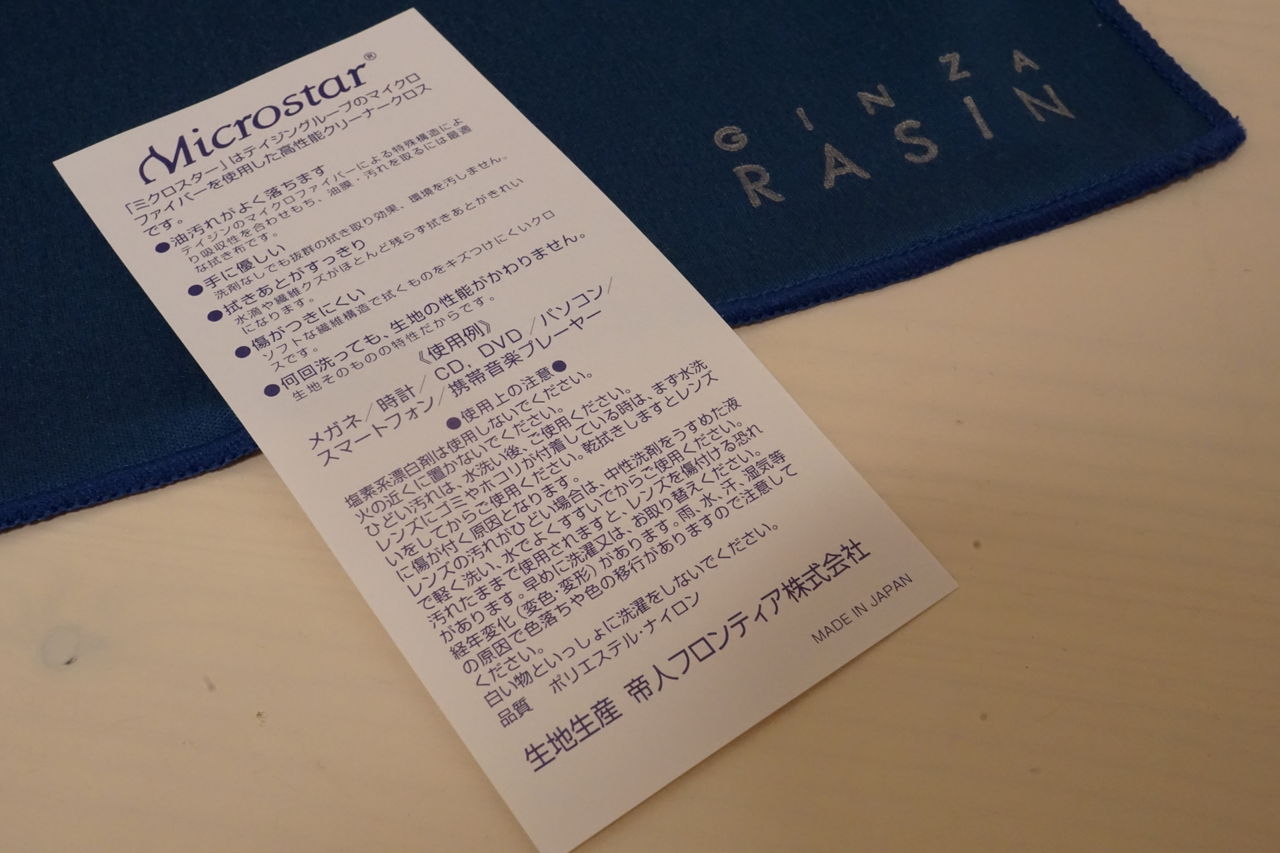 Microstar®
「ミクロスター」はテイジングループのマイクロ
ファイバーを使用した高性能クリーナークロス
です。
●油汚れがよく落ちます
テイジンのマイクロファイバーによる特殊構造によ
り吸収性を合わせもち、油膜・汚れを取るには最適
な拭き布です。
●手に優しい
洗剤なしでも抜群の拭き取り効果、環境を汚しません。
●拭きあとがすっきり
水滴や繊維クズがほとんど残らず拭きあとがきれい
になります。
●傷がつきにくい
ソフトな繊維構造で拭くものをキズつけにくいクロ
スです。
●何回洗っても、生地の性能がかわりません。
生地そのものの特性だからです。
《使用例》
メガネ/時計/CD,DVD/パソコン/
スマートフォン/携帯音楽プレーヤー
●使用上の注意●
塩素系漂白剤は使用しないでください。
火の近くに置かないでください。
ひどい汚れは、水洗い後、ご使用ください。
レンズにゴミやホコリが付着している時は、まず水洗
いをしてからご使用ください。乾拭きしますとレンズ
に傷が付く原因となります。
レンズの汚れがひどい場合は、中性洗剤をうすめた液
で軽く洗い、水でよくすすいでからご使用ください。
汚れたままで使用されますと、レンズを傷付ける恐れ
があります。早めに洗濯又は、お取り替えください。
経年変化(変色・変形)があります。雨・水・汗、湿気等
の原因で色落ちや色の移行がありますので注意して
ください。
白い物といっしょに洗濯をしないでください。
品質 ポリエステル・ナイロン
生地生産 帝人フロンティア株式会社
MADE IN JAPAN
GINZA
RASIN